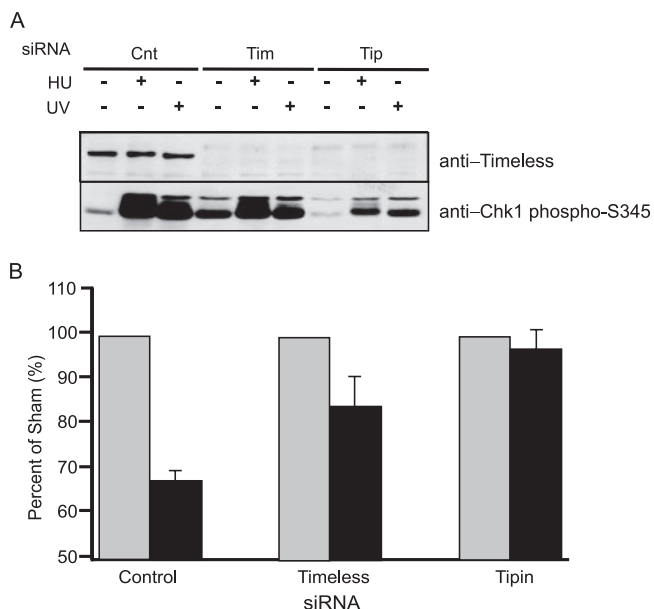 A
siRNA Cnt Tim Tip
HU - + - - + - - + -
UV - - + - - + - - +
anti–Timeless
anti–Chk1 phospho-S345
B
Percent of Sham (%)
110
100
90
80
70
60
50
Control Timeless Tipin
siRNA